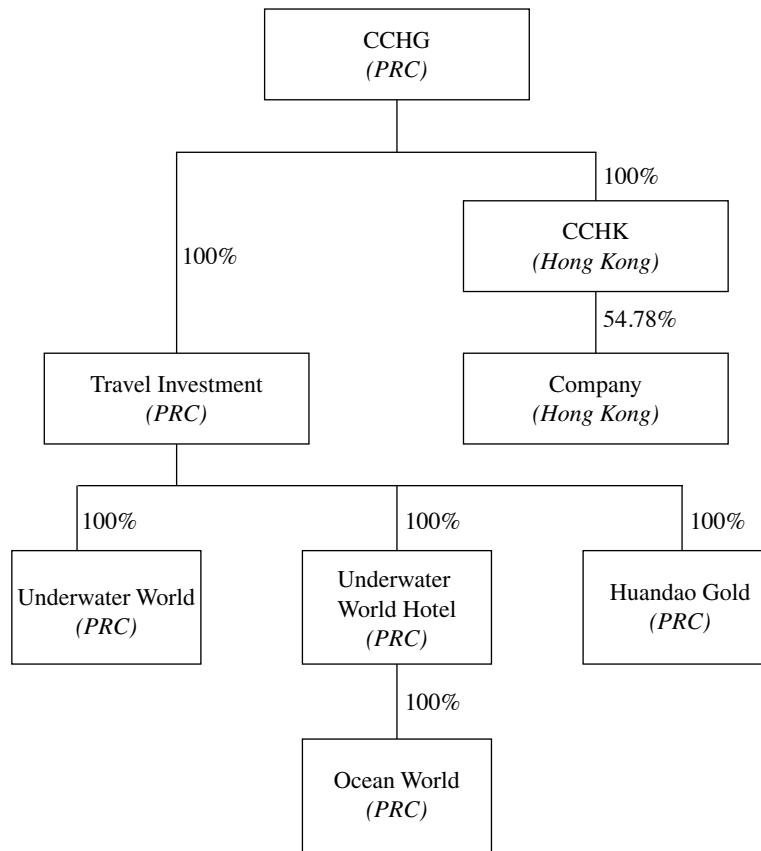 CCHG
(PRC)
100%
100%
CCHK
(Hong Kong)
54.78%
Travel Investment
(PRC)
Company
(Hong Kong)
100%
100%
100%
Underwater World
(PRC)
Underwater
World Hotel
(PRC)
Huandao Gold
(PRC)
100%
Ocean World
(PRC)